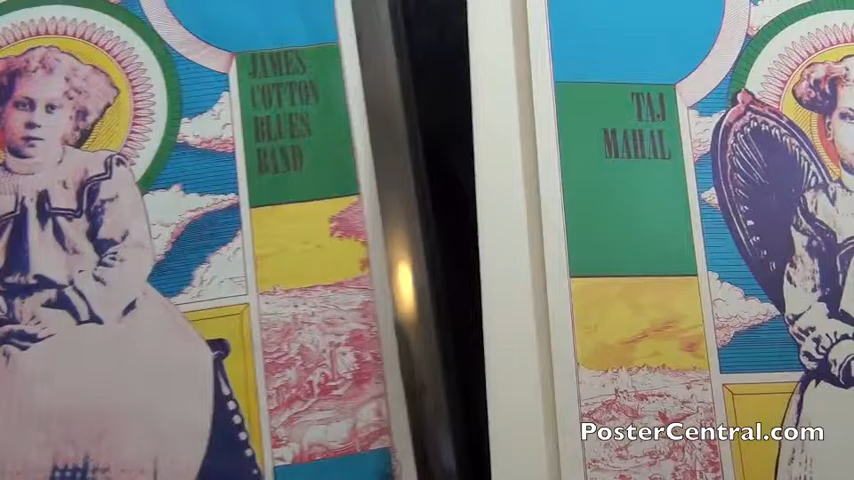 JAMES
COTTON
BLUES
BAND
TAJ
MAHAL
PosterCentral.com